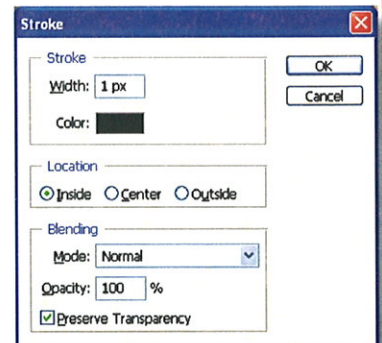 Stroke
Stroke
OK
Width: 1 px
Cancel
Color:
Location
Inside Center Outside
Blending
Mode: Normal
Opacity: 100 %
Preserve Transparency